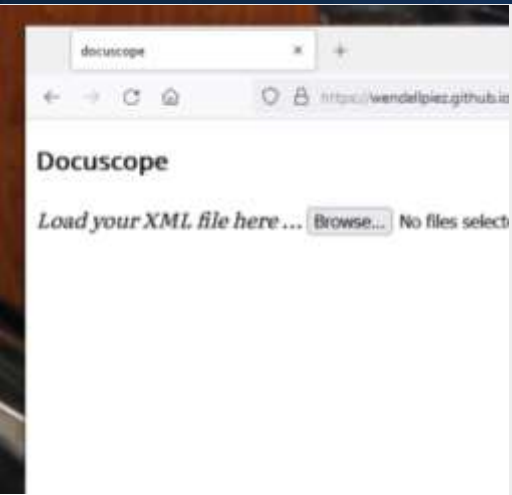 docuscope
https://wendellpiez.github.io
Docuscope
Load your XML file here ... Browse... No files select